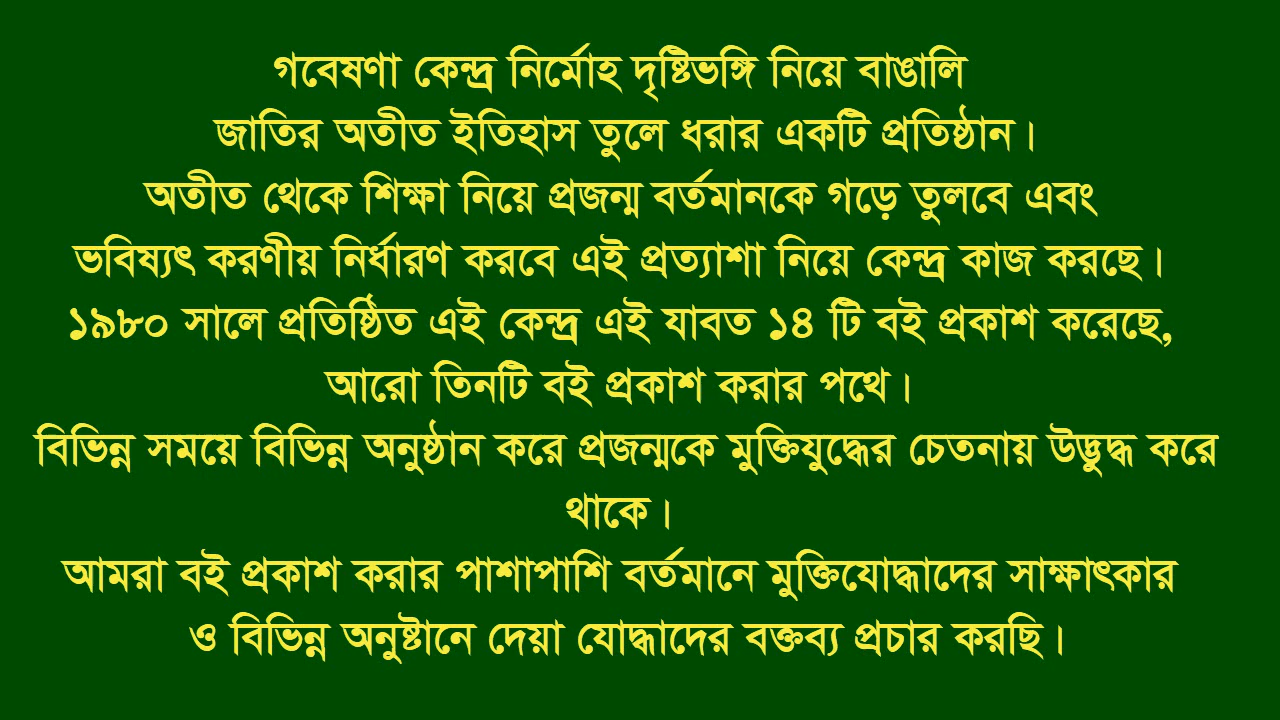 গবেষণা কেন্দ্র নির্মোহ দৃষ্টিভঙ্গি নিয়ে বাঙালি
জাতির অতীত ইতিহাস তুলে ধরার একটি প্রতিষ্ঠান।
অতীত থেকে শিক্ষা নিয়ে প্রজন্ম বর্তমানকে গড়ে তুলবে এবং
ভবিষ্যৎ করণীয় নির্ধারণ করবে এই প্রত্যাশা নিয়ে কেন্দ্র কাজ করছে।
১৯৮০ সালে প্রতিষ্ঠিত এই কেন্দ্র এই যাবত ১৪ টি বই প্রকাশ করেছে,
আরো তিনটি বই প্রকাশ করার পথে।
বিভিন্ন সময়ে বিভিন্ন অনুষ্ঠান করে প্রজন্মকে মুক্তিযুদ্ধের চেতনায় উদ্ভুদ্ধ করে
থাকে।
আমরা বই প্রকাশ করার পাশাপাশি বর্তমানে মুক্তিযোদ্ধাদের সাক্ষাৎকার
ও বিভিন্ন অনুষ্টানে দেয়া যোদ্ধাদের বক্তব্য প্রচার করছি।